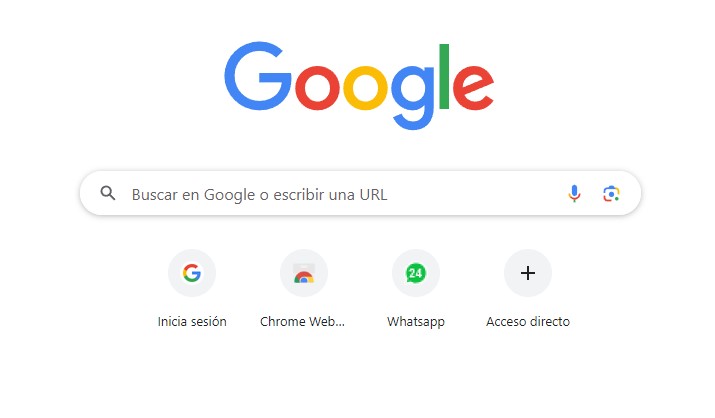 Google
Buscar en Google o escribir una URL
24
Inicia sesión
Chrome Web...
Whatsapp
Acceso directo